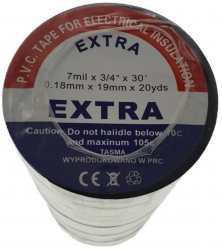 P.V.C. TAPE FOR ELECTRICAL INSULATION
EXTRA
7mil x 3/4" x 30'
0.18mm x 19mm x 20yds
EXTRA
Caution: Do not haiidle below 10C
and maxinum 105c
TASMA
WYPRODUKOWANO W PRC
CE